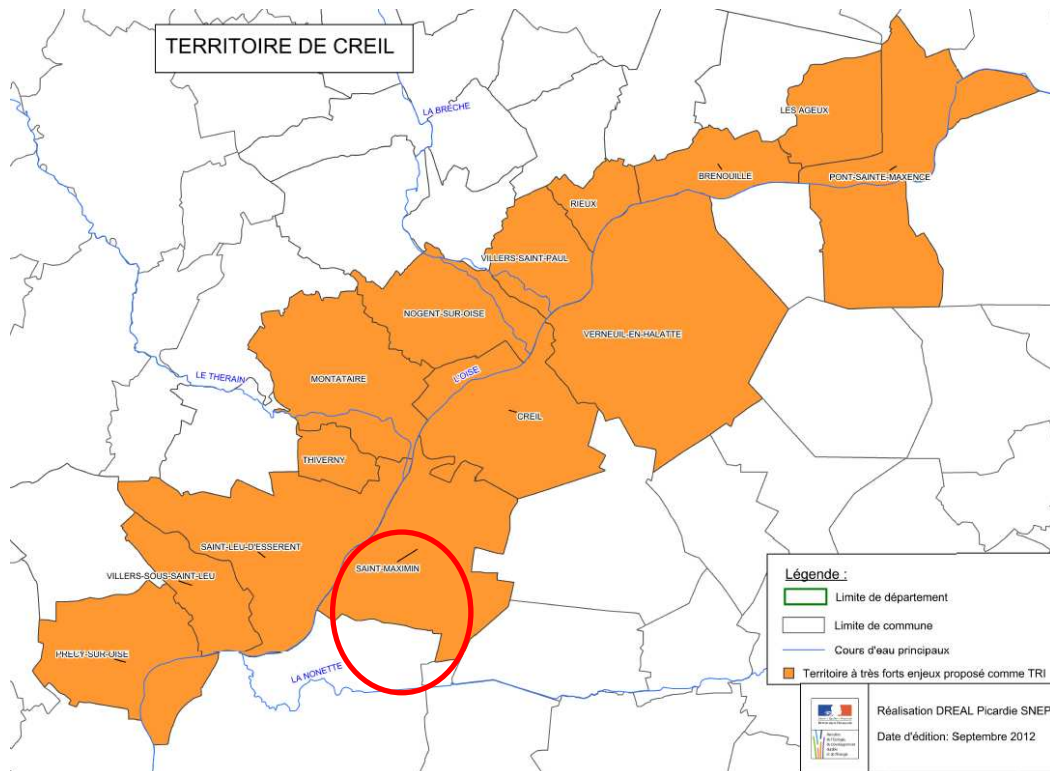 TERRITOIRE DE CREIL
LA BRECHE
LES AGEUX
BRENOUILLE
PONT-SAINTE-MAXENCE
RIEUX
VILLERS-SAINT-PAUL
NOGENT-SUR-OISE
VERNEUIL-EN-HALATTE
LE THERAIN
MONTATAIRE
L'OISE
CREIL
THIVERNY
SAINT-LEU-D'ESSERENT
SAINT-MAXIMIN
VILLERS-SOUS-SAINT-LEU
PRECY-SUR-OISE
LA NONETTE
Légende :
Limite de département
Limite de commune
Cours d'eau principaux
Territoire à très forts enjeux proposé comme TRI
Réalisation DREAL Picardie SNEP
Date d'édition: Septembre 2012